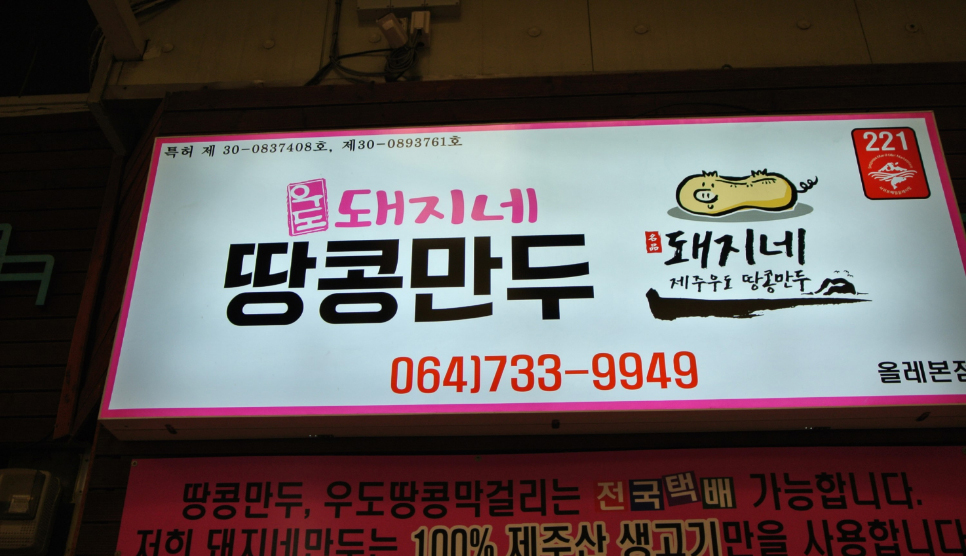 특허 제 30-0837408호, 제30-0893761호
221
우도 돼지네
땅콩만두
名品 돼지네
제주우도 땅콩만두
064)733-9949
올레본점
땅콩만두, 우도땅콩막걸리는 전국택배 가능합니다.
저희 돼지네만두는 100% 제주산 생고기만을 사용합니다